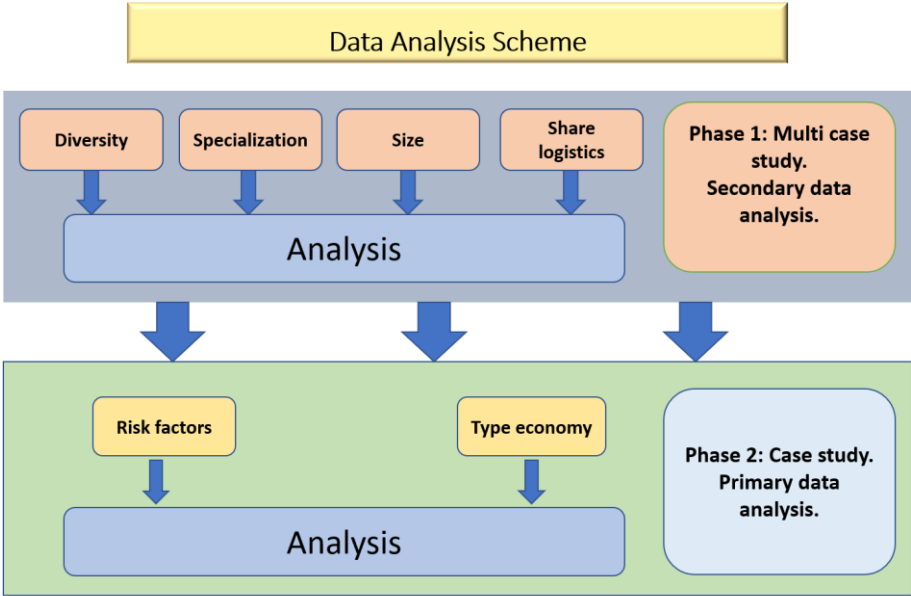 Data Analysis Scheme
Diversity
Specialization
Size
Share
logistics
Phase 1: Multi case
study.
Secondary data
analysis.
Analysis
Risk factors
Type economy
Phase 2: Case study.
Primary data
analysis.
Analysis